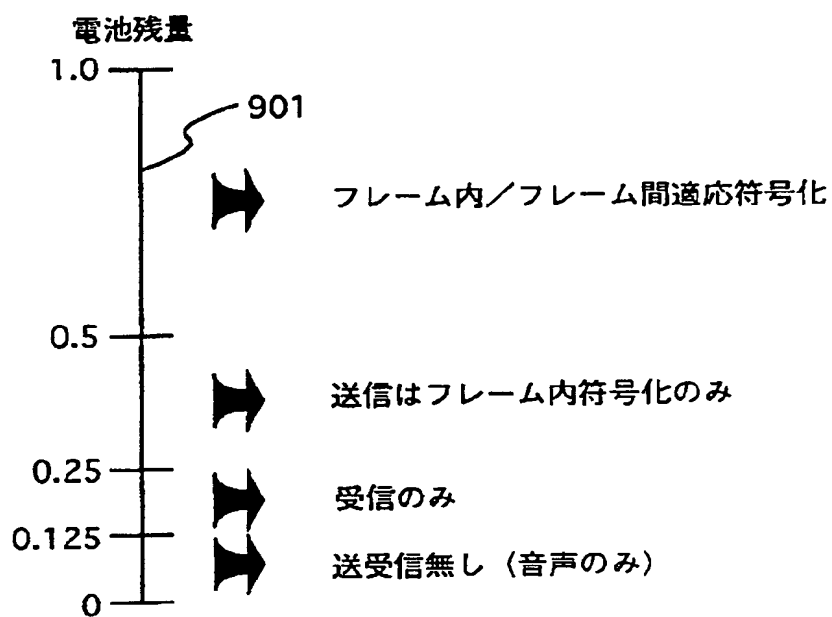 電池残量
1.0
901
フレーム内／フレーム間適応符号化
0.5
送信はフレーム内符号化のみ
0.25
受信のみ
0.125
送受信無し（音声のみ）
0